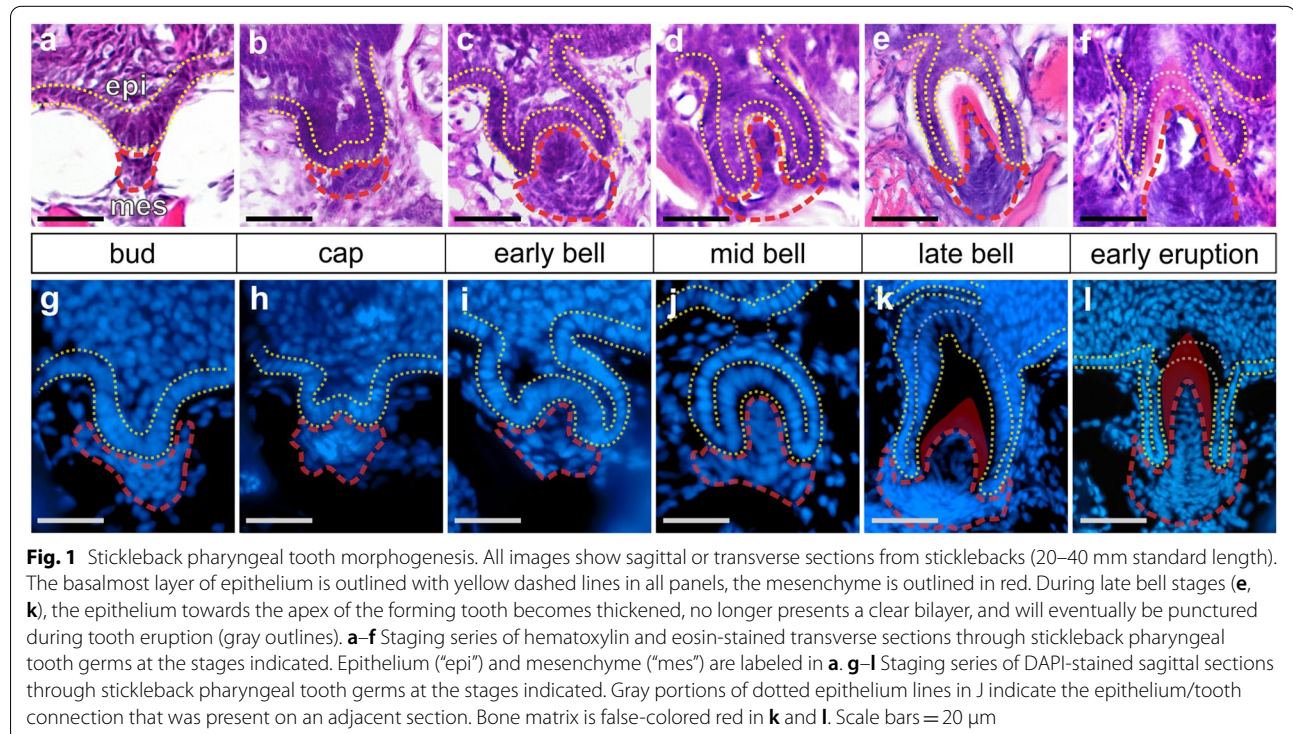 a b c d e f
epi
mes
bud cap early bell mid bell late bell early eruption
g h i j k l
Fig. 1 Stickleback pharyngeal tooth morphogenesis. All images show sagittal or transverse sections from sticklebacks (20–40 mm standard length).
The basalmost layer of epithelium is outlined with yellow dashed lines in all panels, the mesenchyme is outlined in red. During late bell stages (e,
k), the epithelium towards the apex of the forming tooth becomes thickened, no longer presents a clear bilayer, and will eventually be punctured
during tooth eruption (gray outlines). a–f Staging series of hematoxylin and eosin-stained transverse sections through stickleback pharyngeal
tooth germs at the stages indicated. Epithelium (“epi”) and mesenchyme (“mes”) are labeled in a. g–l Staging series of DAPI-stained sagittal sections
through stickleback pharyngeal tooth germs at the stages indicated. Gray portions of dotted epithelium lines in J indicate the epithelium/tooth
connection that was present on an adjacent section. Bone matrix is false-colored red in k and l. Scale bars = 20 μm